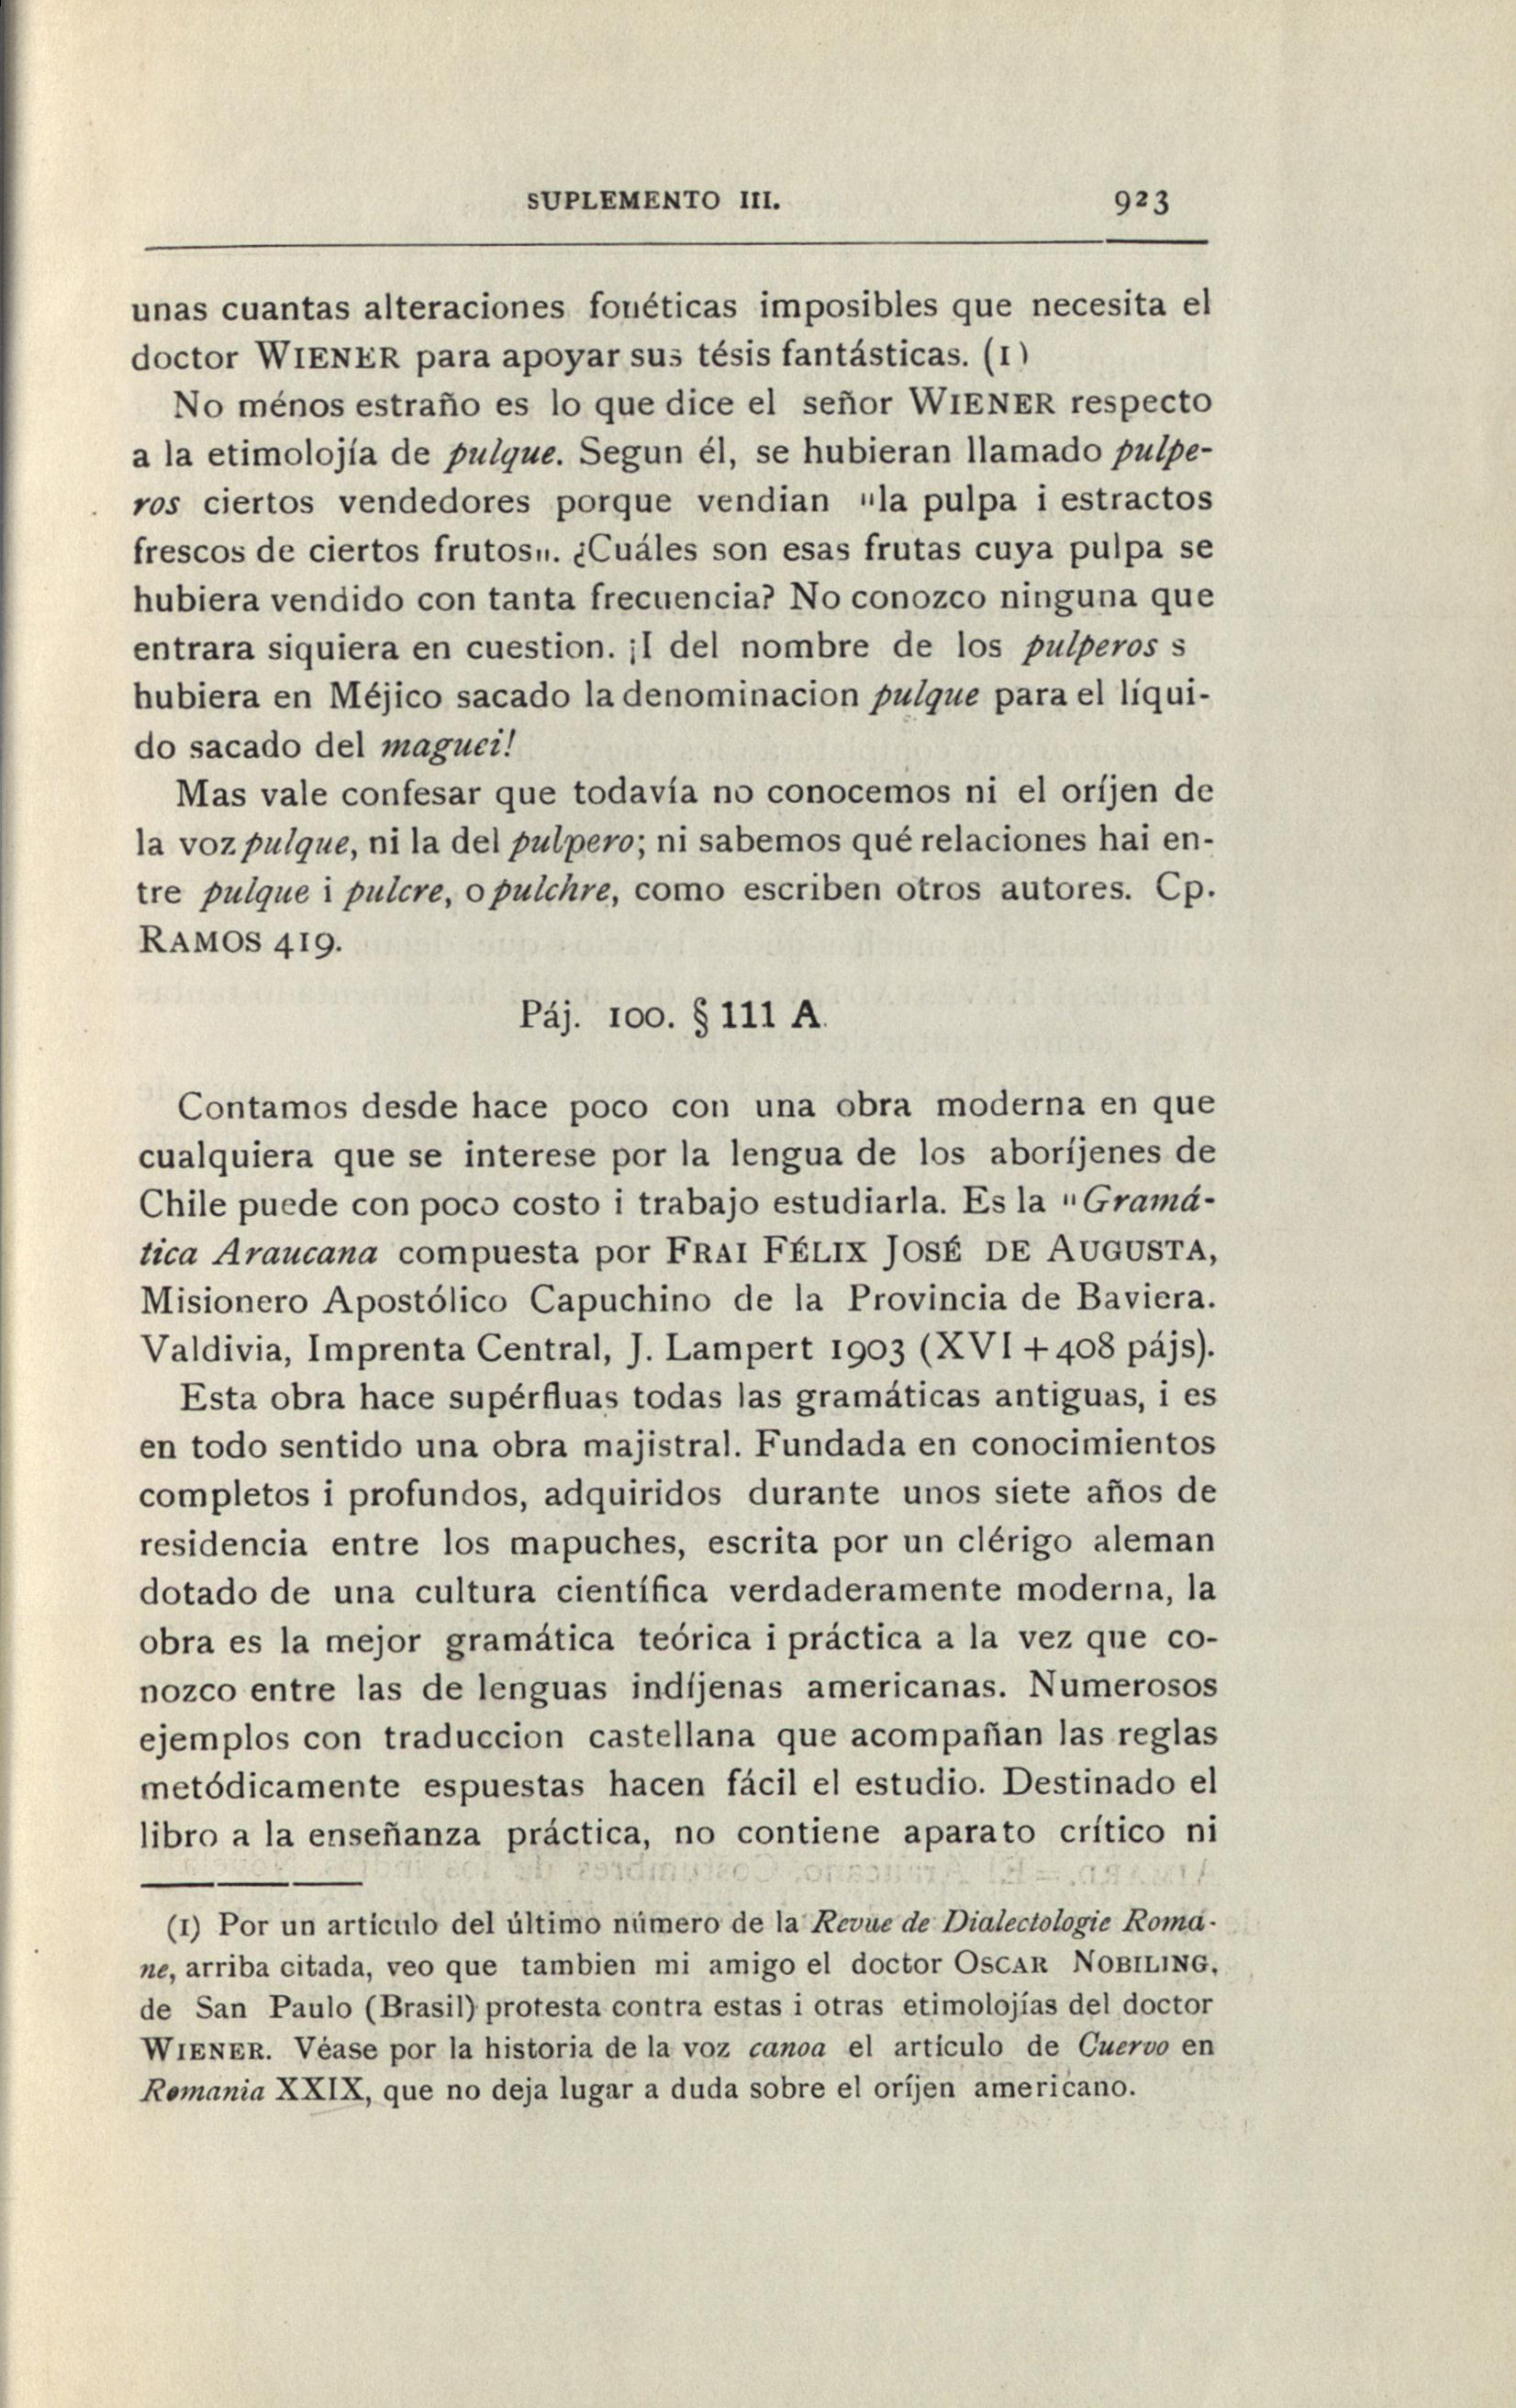 SUPLEMENTO III. 923
unas cuantas alteraciones fonéticas imposibles que necesita el
doctor WIENER para apoyar sus tésis fantásticas. (1)
No ménos estraño es lo que dice el señor WIENER respecto
a la etimolojía de pulque. Segun él, se hubieran llamado pulpe-
ros ciertos vendedores porque vendian "la pulpa i estractos
frescos de ciertos frutos". ¿Cuáles son esas frutas cuya pulpa se
hubiera vendido con tanta frecuencia? No conozco ninguna que
entrara siquiera en cuestion. ¡I del nombre de los pulperos s
hubiera en Méjico sacado la denominacion pulque para el líqui-
do sacado del maguei!
Mas vale confesar que todavía no conocemos ni el oríjen de
la voz pulque, ni la del pulpero; ni sabemos qué relaciones hai en-
tre pulque i pulcre, o pulchre, como escriben otros autores. Cp.
RAMOS 419.
Páj. 100. § 111 A.
Contamos desde hace poco con una obra moderna en que
cualquiera que se interese por la lengua de los aboríjenes de
Chile puede con poco costo i trabajo estudiarla. Es la "Gramá-
tica Araucana compuesta por FRAI FÉLIX JOSÉ DE AUGUSTA,
Misionero Apostólico Capuchino de la Provincia de Baviera.
Valdivia, Imprenta Central, J. Lampert 1903 (XVI + 408 pájs).
Esta obra hace supérfluas todas las gramáticas antiguas, i es
en todo sentido una obra majistral. Fundada en conocimientos
completos i profundos, adquiridos durante unos siete años de
residencia entre los mapuches, escrita por un clérigo aleman
dotado de una cultura científica verdaderamente moderna, la
obra es la mejor gramática teórica i práctica a la vez que co-
nozco entre las de lenguas indíjenas americanas. Numerosos
ejemplos con traduccion castellana que acompañan las reglas
metódicamente espuestas hacen fácil el estudio. Destinado el
libro a la enseñanza práctica, no contiene aparato crítico ni
(1) Por un artículo del último número de la Revue de Dialectologie Roma-
ne, arriba citada, veo que tambien mi amigo el doctor OSCAR NOBILING,
de San Paulo (Brasil) protesta contra estas i otras etimolojías del doctor
WIENER. Véase por la historia de la voz canoa el artículo de Cuervo en
Romania XXIX, que no deja lugar a duda sobre el oríjen americano.